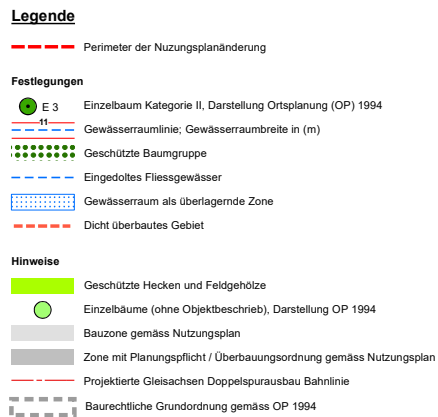 Legende
Perimeter der Nuzungsplanänderung
Festlegungen
E 3 Einzelbaum Kategorie II, Darstellung Ortsplanung (OP) 1994
11 Gewässerraumlinie; Gewässerraumbreite in (m)
Geschützte Baumgruppe
Eingedoltes Fliessgewässer
Gewässerraum als überlagernde Zone
Dicht überbautes Gebiet
Hinweise
Geschützte Hecken und Feldgehölze
Einzelbäume (ohne Objektbeschrieb), Darstellung OP 1994
Bauzone gemäss Nutzungsplan
Zone mit Planungspflicht / Überbauungsordnung gemäss Nutzungsplan
Projektierte Gleisachsen Doppelspurausbau Bahnlinie
Baurechtliche Grundordnung gemäss OP 1994